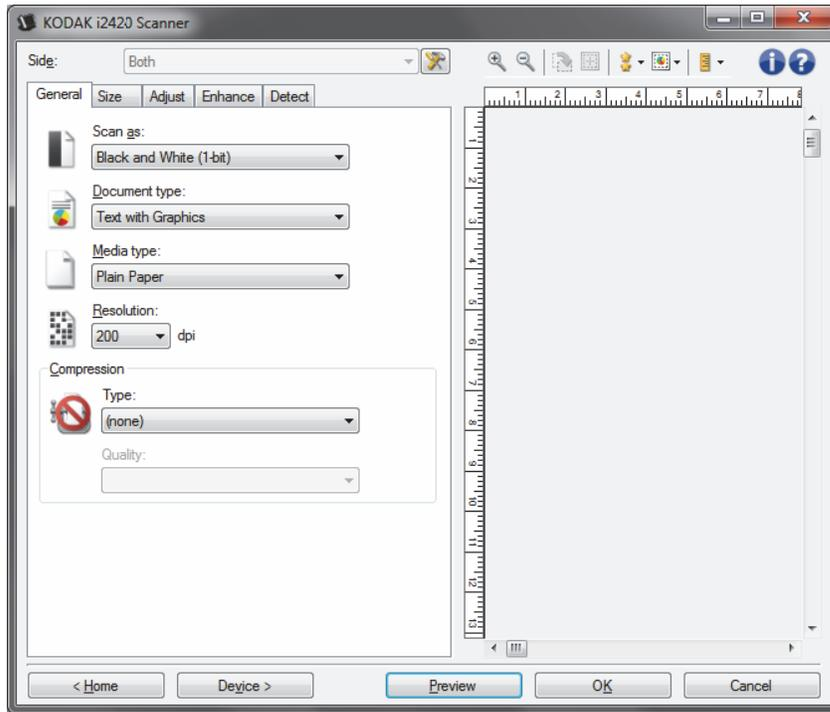 KODAK i2420 Scanner
Side: Both
General Size Adjust Enhance Detect
Scan as:
Black and White (1-bit)
Document type:
Text with Graphics
Media type:
Plain Paper
Resolution:
200 dpi
Compression
Type:
(none)
Quality:
1 2 3 4 5 6 7 8
1
2
3
4
5
6
7
8
9
10
11
12
13
< Home Device > Preview OK Cancel